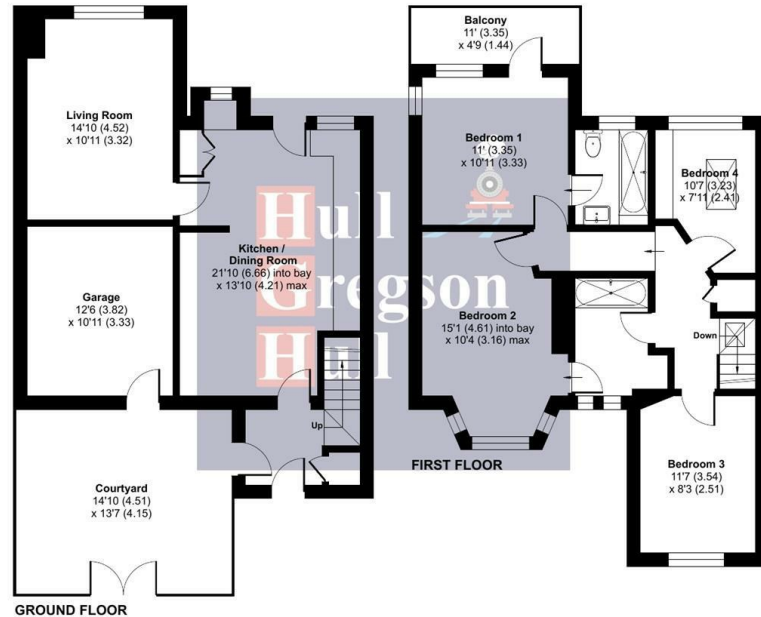 Balcony
11' (3.35)
x 4'9 (1.44)
Living Room
14'10 (4.52)
x 10'11 (3.32)
Bedroom 1
11' (3.35)
x 10'11 (3.33)
Bedroom 4
10'7 (3.23)
x 7'11 (2.41)
Hull
Gregson
Hull
Kitchen /
Dining Room
21'10 (6.66) into bay
x 13'10 (4.21) max
Garage
12'6 (3.82)
x 10'11 (3.33)
Bedroom 2
15'1 (4.61) into bay
x 10'4 (3.16) max
Down
Up
FIRST FLOOR
Bedroom 3
11'7 (3.54)
x 8'3 (2.51)
Courtyard
14'10 (4.51)
x 13'7 (4.15)
GROUND FLOOR